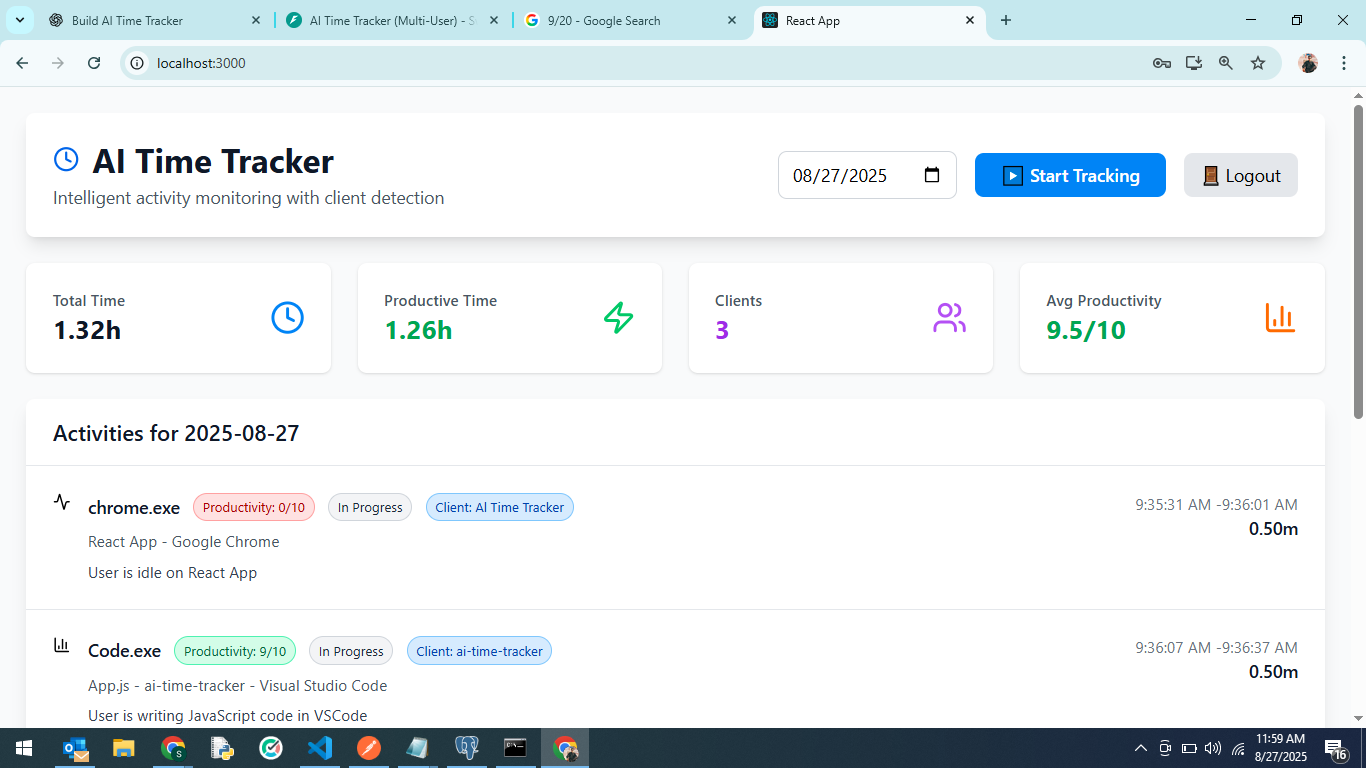 Build AI Time Tracker
AI Time Tracker (Multi-User) - S
9/20 - Google Search
React App
localhost:3000
AI Time Tracker
Intelligent activity monitoring with client detection
08/27/2025
Start Tracking
Logout
Total Time
1.32h
Productive Time
1.26h
Clients
3
Avg Productivity
9.5/10
Activities for 2025-08-27
chrome.exe Productivity: 0/10 In Progress Client: AI Time Tracker
9:35:31 AM -9:36:01 AM
0.50m
React App - Google Chrome
User is idle on React App
Code.exe Productivity: 9/10 In Progress Client: ai-time-tracker
9:36:07 AM -9:36:37 AM
0.50m
App.js - ai-time-tracker - Visual Studio Code
User is writing JavaScript code in VSCode
11:59 AM
8/27/2025
16